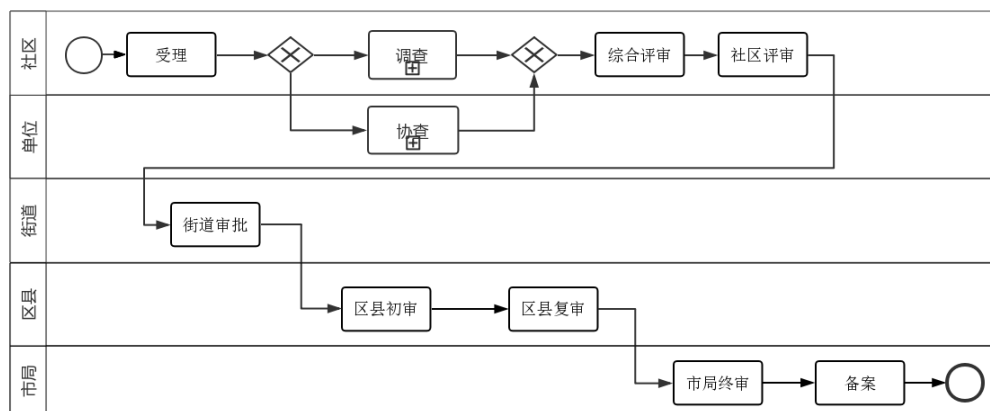 社区
受理
调查
综合评审
社区评审
单位
协查
街道
街道审批
区县
区县初审
区县复审
市局
市局终审
备案